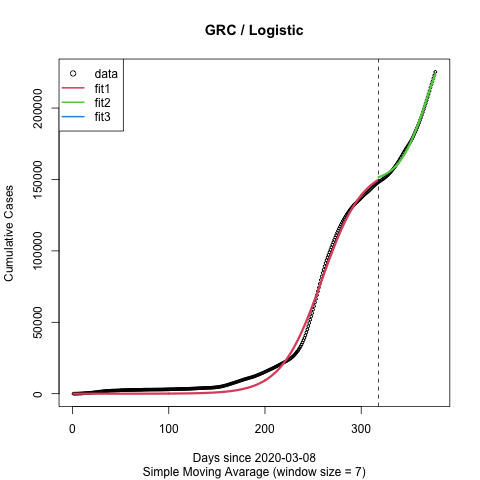 GRC / Logistic
data
fit1
fit2
fit3
Cumulative Cases
0
50000
100000
150000
200000
0
100
200
300
Days since 2020-03-08
Simple Moving Avarage (window size = 7)